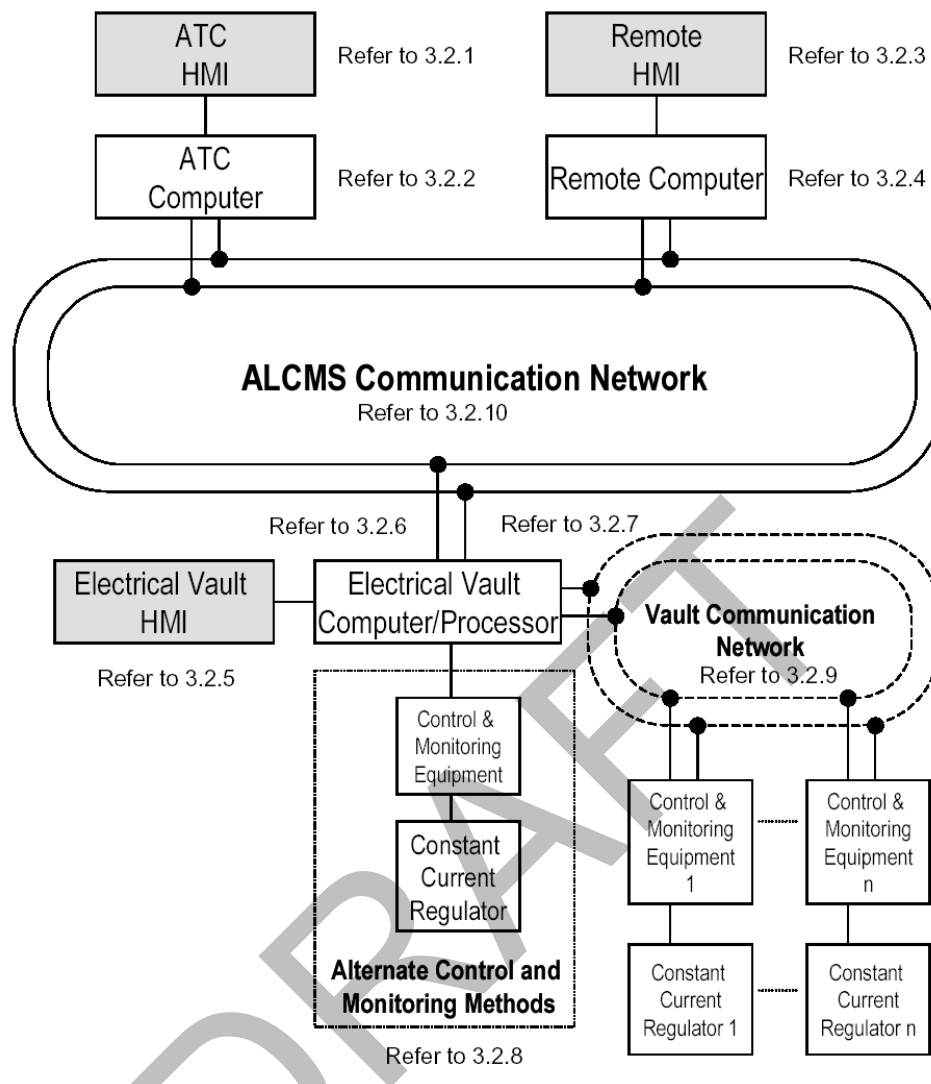 ATC
HMI
Refer to 3.2.1
Remote
HMI
Refer to 3.2.3
ATC
Computer
Refer to 3.2.2
Remote Computer
Refer to 3.2.4
ALCMS Communication Network
Refer to 3.2.10
Refer to 3.2.6
Refer to 3.2.7
Electrical Vault
HMI
Refer to 3.2.5
Electrical Vault
Computer/Processor
Vault Communication
Network
Refer to 3.2.9
Control &
Monitoring
Equipment
Constant
Current
Regulator
Alternate Control and
Monitoring Methods
Refer to 3.2.8
Control &
Monitoring
Equipment
1
Control &
Monitoring
Equipment
n
Constant
Current
Regulator 1
Constant
Current
Regulator n
DRAFT